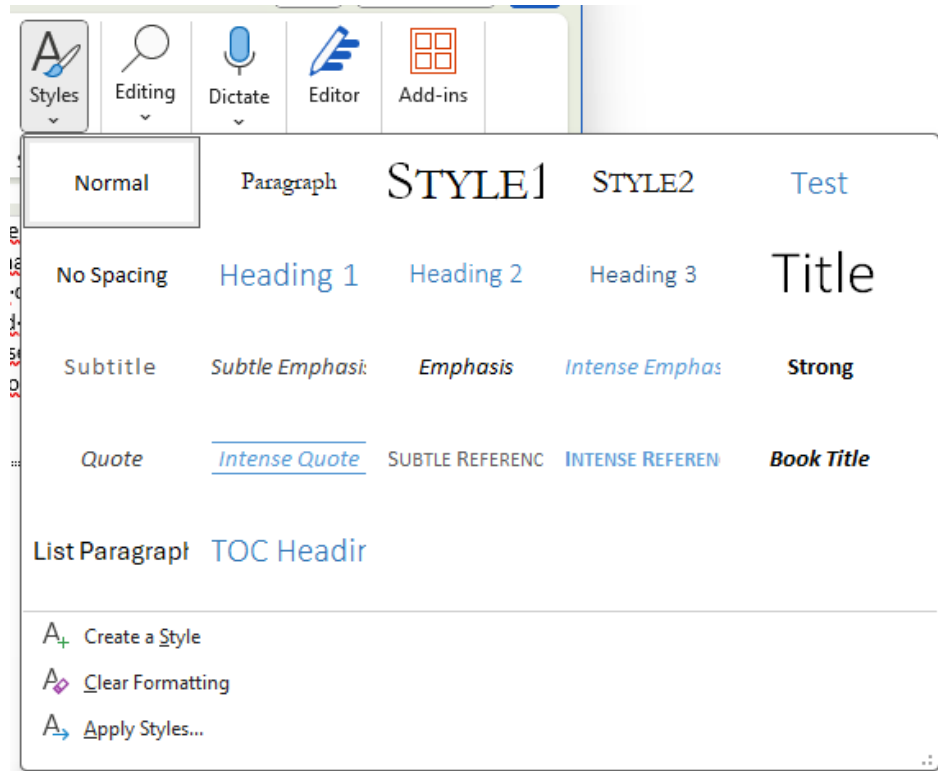 Styles Editing Dictate Editor Add-ins
Normal Paragraph STYLE1 STYLE2 Test
No Spacing Heading 1 Heading 2 Heading 3 Title
Subtitle Subtle Emphasis Emphasis Intense Emphas Strong
Quote Intense Quote SUBTLE REFERENC INTENSE REFEREN Book Title
List Paragraph TOC Headin
Create a Style
Clear Formatting
Apply Styles...